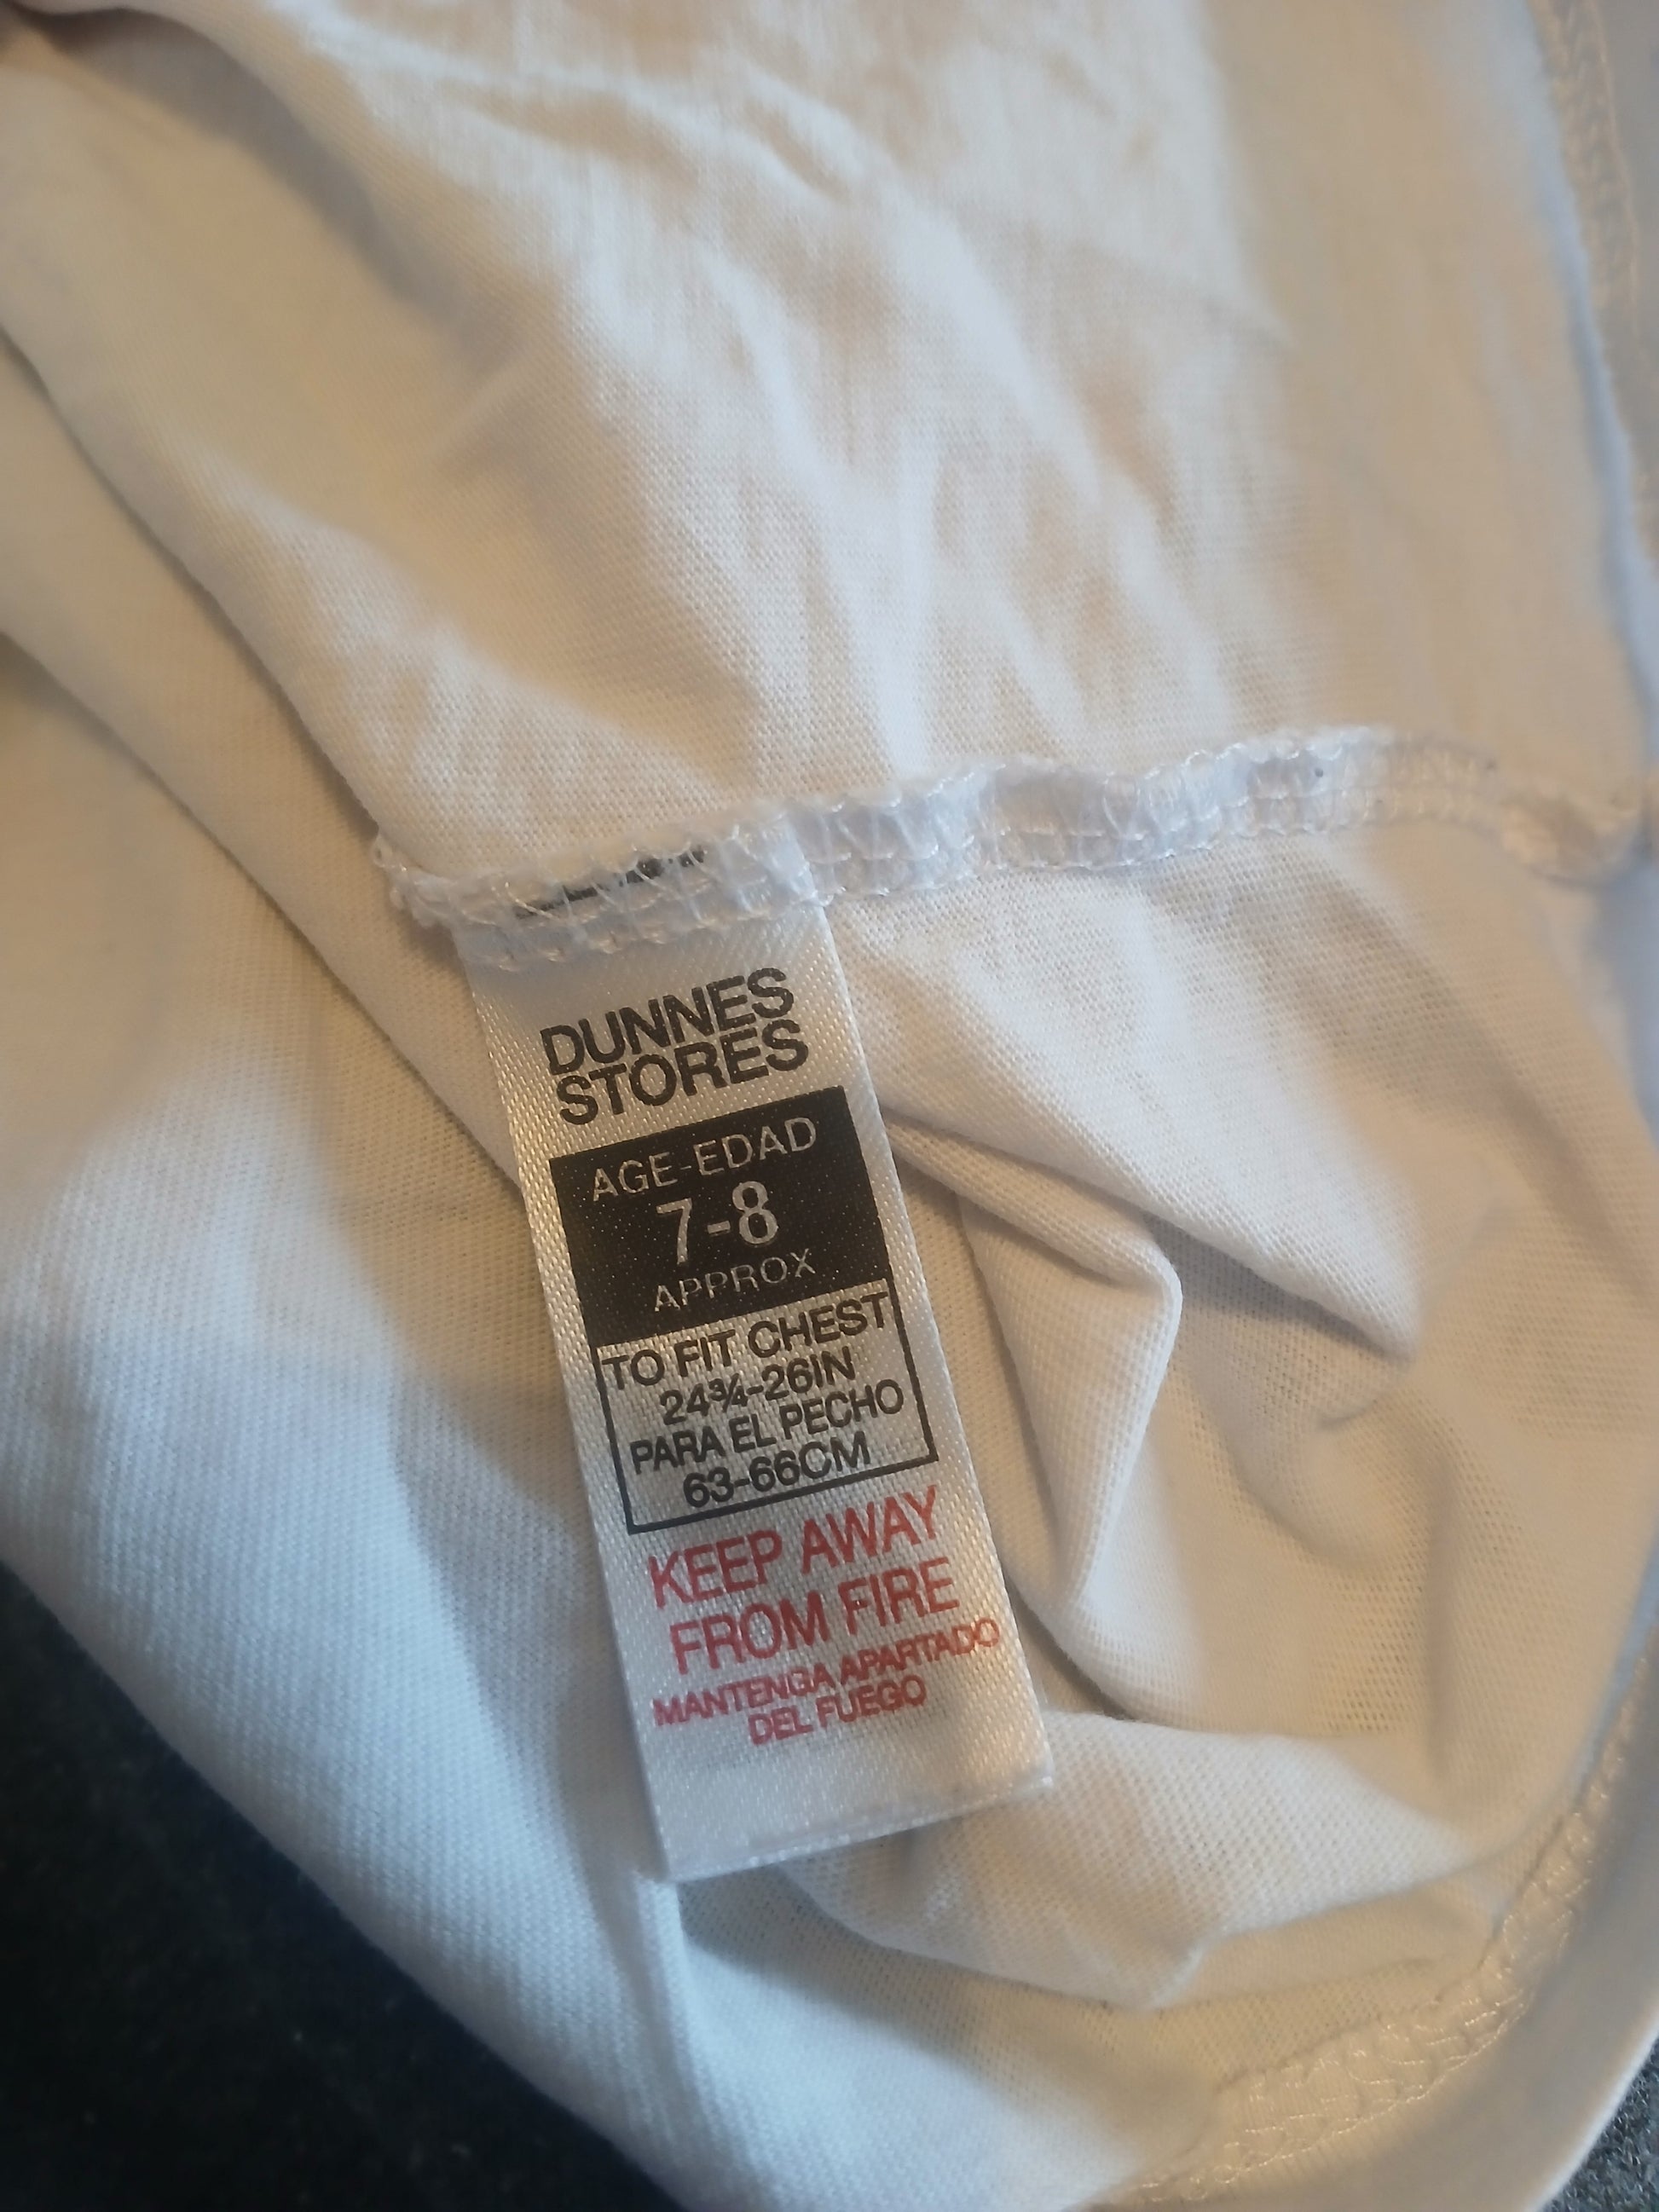 DUNNES
STORES
AGE-EDAD
7-8
APPROX
TO FIT CHEST
24¾-26IN
PARA EL PECHO
63-66CM
KEEP AWAY
FROM FIRE
MANTENGA APARTADO
DEL FUEGO